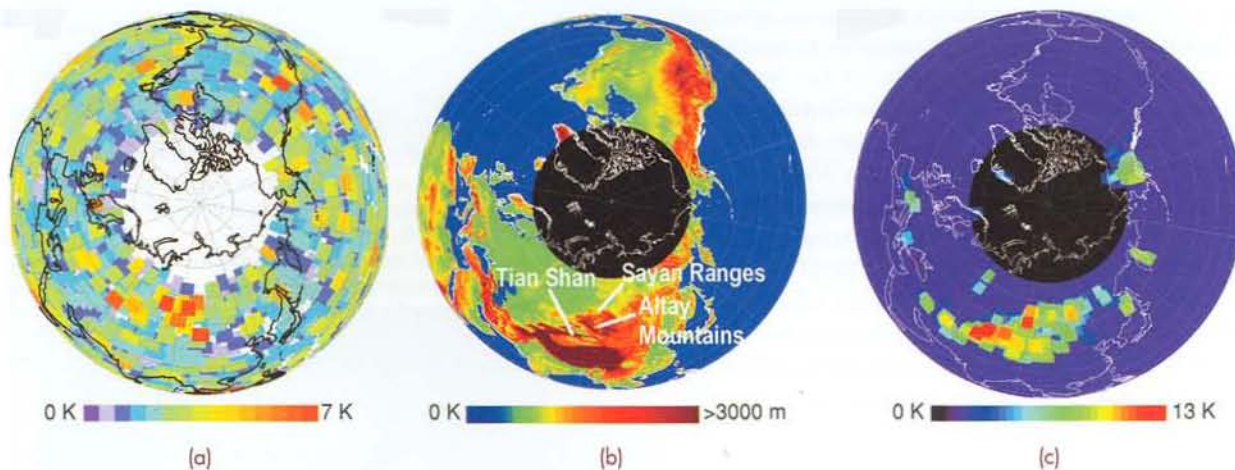 Tian Shan
Sayan Ranges
Altay
Mountains
0 K 7 K
0 K >3000 m
0 K 13 K
(a)
(b)
(c)